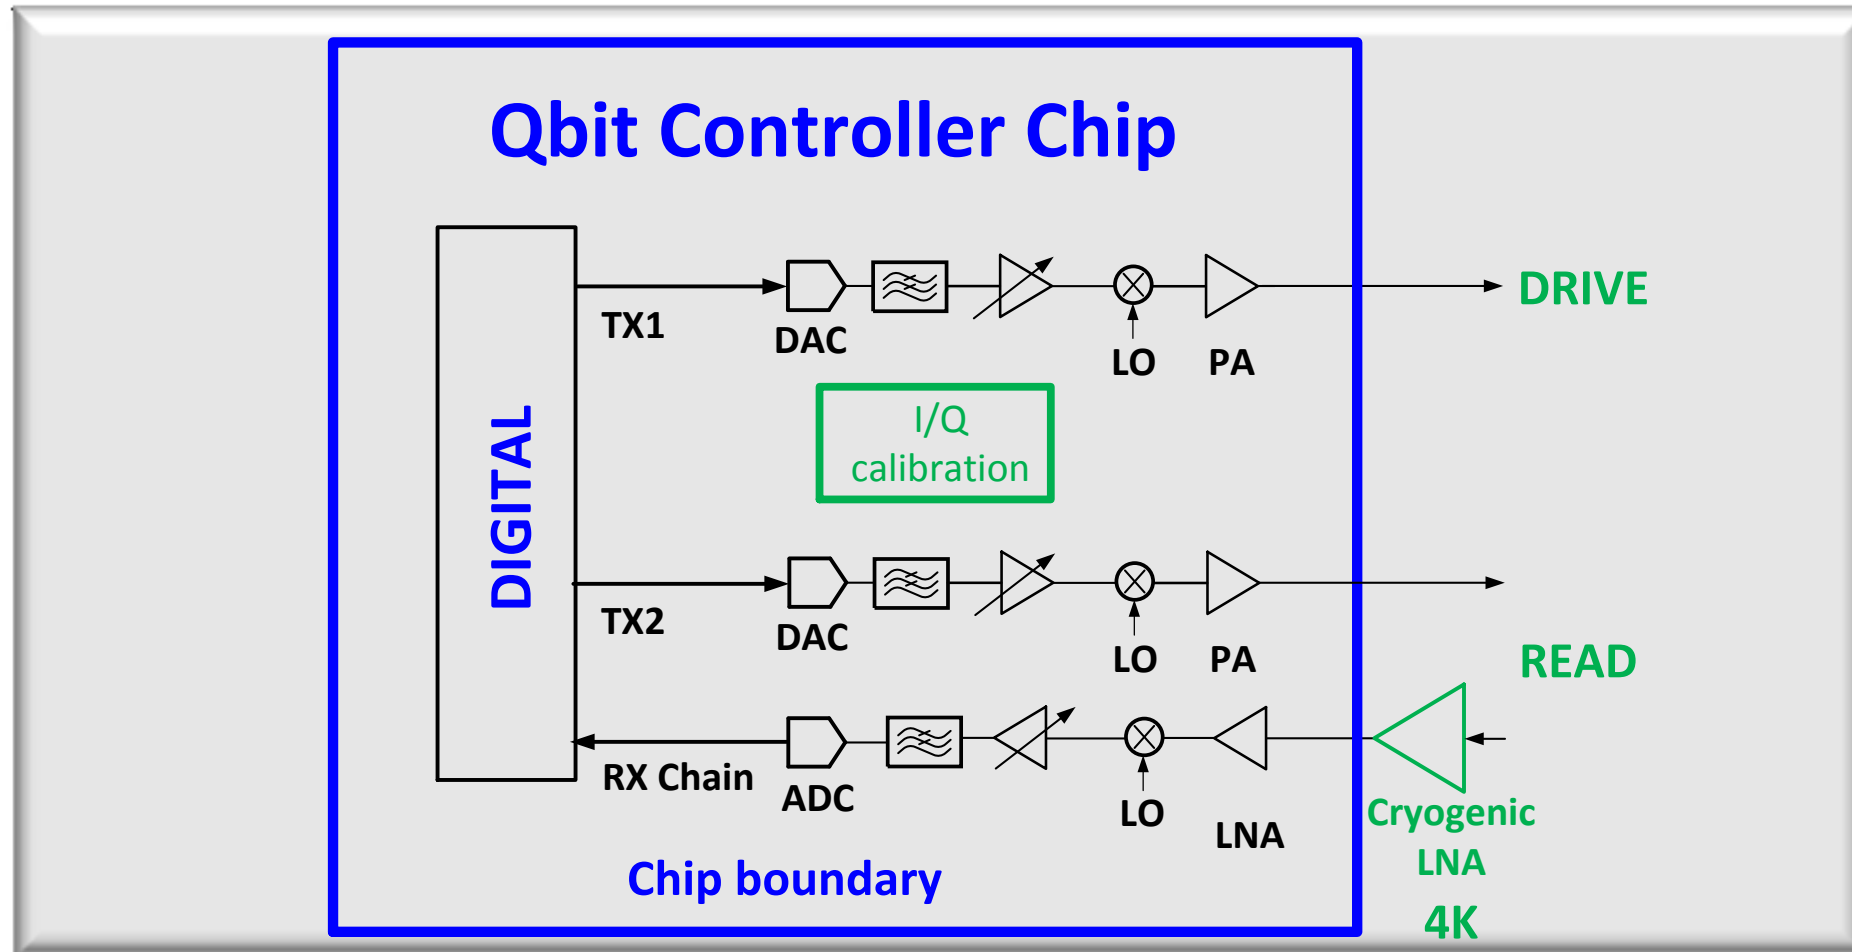 Qbit Controller Chip
DRIVE
TX1
DAC
LO
PA
I/Q
calibration
DIGITAL
TX2
DAC
LO
PA
READ
RX Chain
ADC
LO
LNA
Cryogenic
LNA
4K
Chip boundary